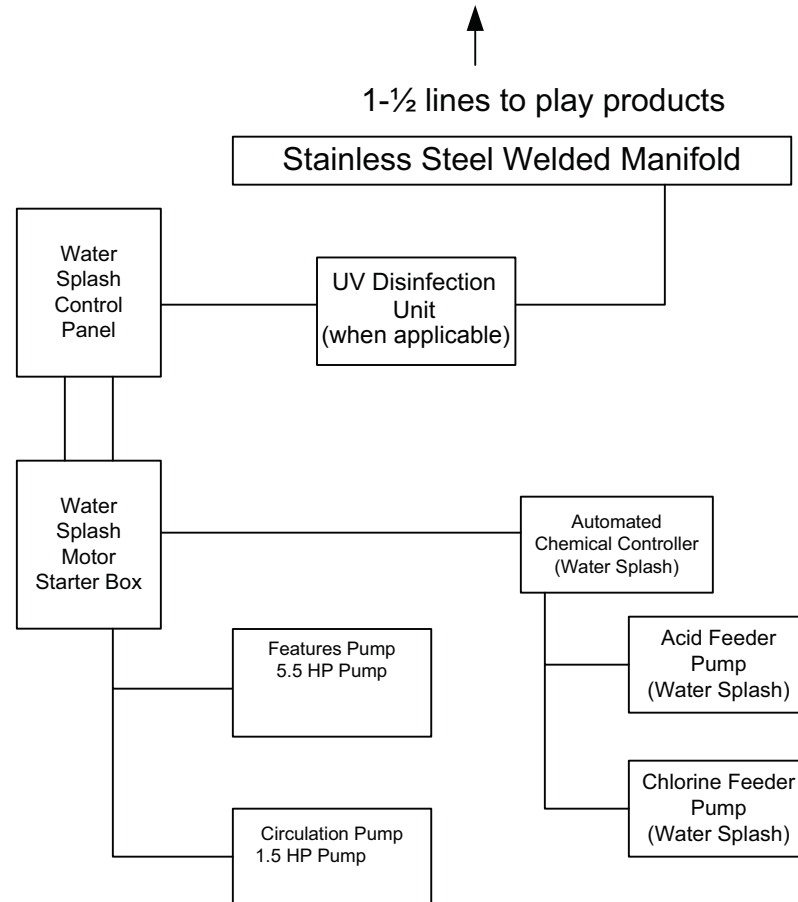 1-½ lines to play products
Stainless Steel Welded Manifold
Water
Splash
Control
Panel
UV Disinfection
Unit
(when applicable)
Water
Splash
Motor
Starter Box
Automated
Chemical Controller
(Water Splash)
Features Pump
5.5 HP Pump
Acid Feeder
Pump
(Water Splash)
Chlorine Feeder
Pump
(Water Splash)
Circulation Pump
1.5 HP Pump